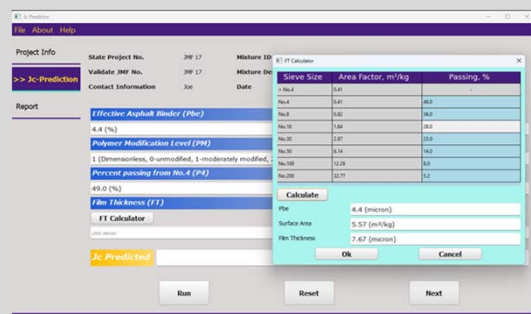 Jc Predictor
File About Help
Project Info
>> Jc-Prediction
Report
State Project No. JMF 17 Mixture ID
Validate JMF No. JMF 17 Mixture De
Contact Information Joe Date
Effective Asphalt Binder (Pbe)
4.4 (%)
Polymer Modification Level (PM)
1 (Dimensionless, 0-unmodified, 1-moderately modified,
Percent passing from No.4 (P4)
49.0 (%)
Film Thickness (FT)
FT Calculator
Jc Predicted
Run Reset Next
FT Calculator
Sieve Size Area Factor, m²/kg Passing, %
> No.4 0.41 -
No.4 0.41 49.0
No.8 0.82 36.0
No.16 1.64 28.0
No.30 2.87 23.0
No.50 6.14 14.0
No.100 12.28 8.0
No.200 32.77 5.2
Calculate
Pbe 4.4 (micron)
Surface Area 5.57 (m²/kg)
Film Thickness 7.67 (micron)
Ok Cancel